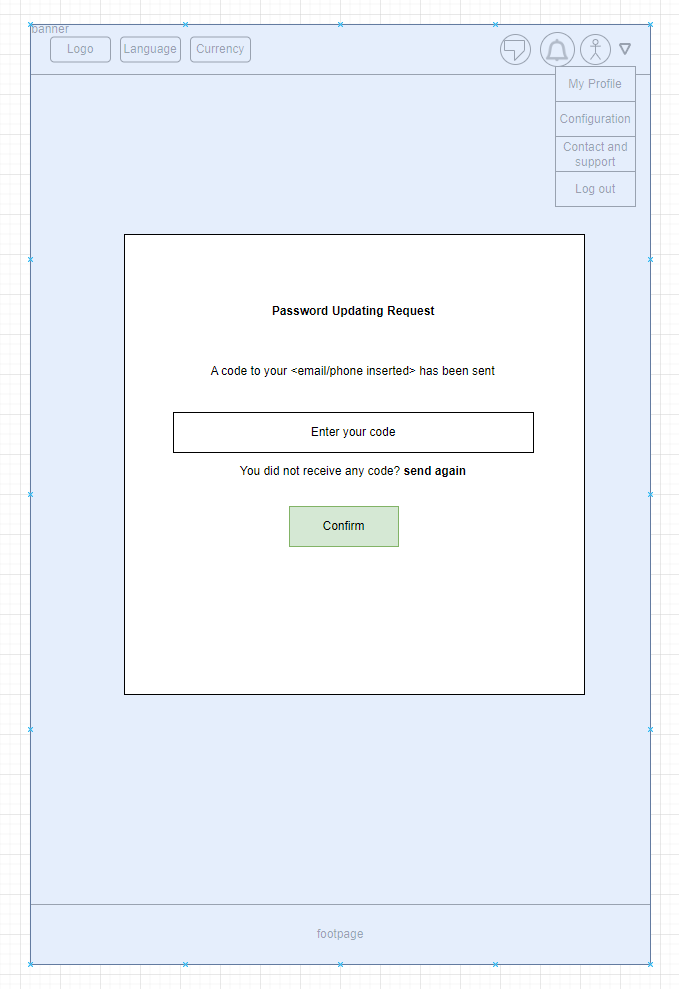 banner
Logo
Language
Currency
My Profile
Configuration
Contact and
support
Log out
Password Updating Request
A code to your <email/phone inserted> has been sent
Enter your code
You did not receive any code? send again
Confirm
footpage